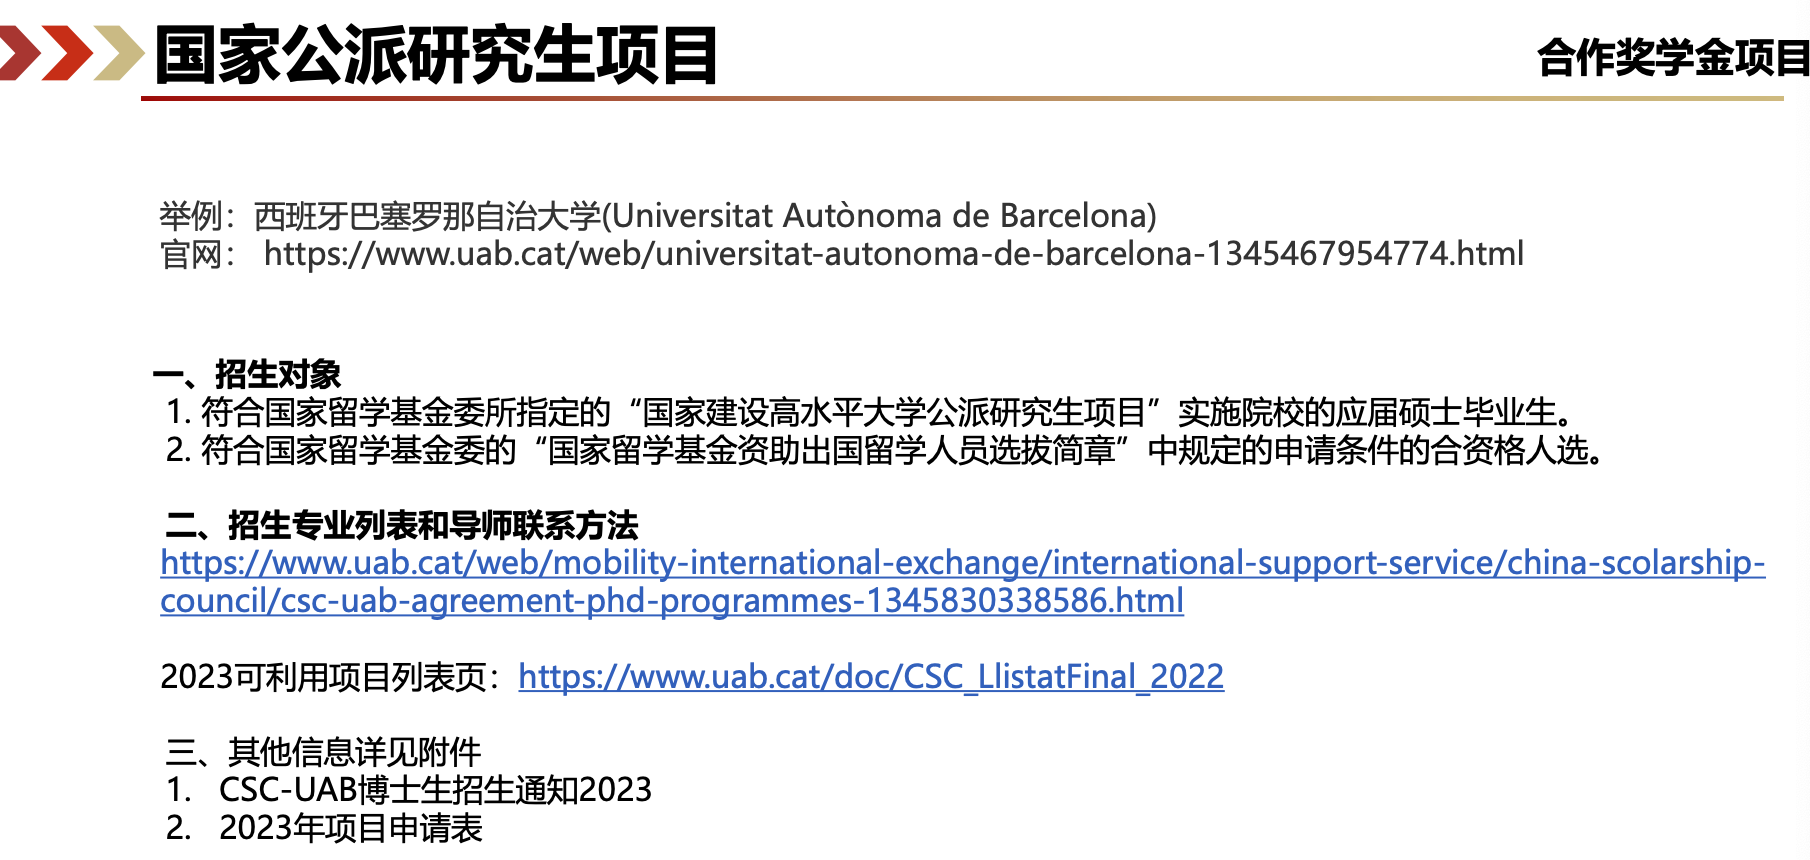 国家公派研究生项目
合作奖学金项目
举例：西班牙巴塞罗那自治大学(Universitat Autònoma de Barcelona)
官网： https://www.uab.cat/web/universitat-autonoma-de-barcelona-1345467954774.html
一、招生对象
1. 符合国家留学基金委所指定的“国家建设高水平大学公派研究生项目”实施院校的应届硕士毕业生。
2. 符合国家留学基金委的“国家留学基金资助出国留学人员选拔简章”中规定的申请条件的合资格人选。
二、招生专业列表和导师联系方法
https://www.uab.cat/web/mobility-international-exchange/international-support-service/china-scolarship-
council/csc-uab-agreement-phd-programmes-1345830338586.html
2023可利用项目列表页：https://www.uab.cat/doc/CSC_LlistatFinal_2022
三、其他信息详见附件
1. CSC-UAB博士生招生通知2023
2. 2023年项目申请表